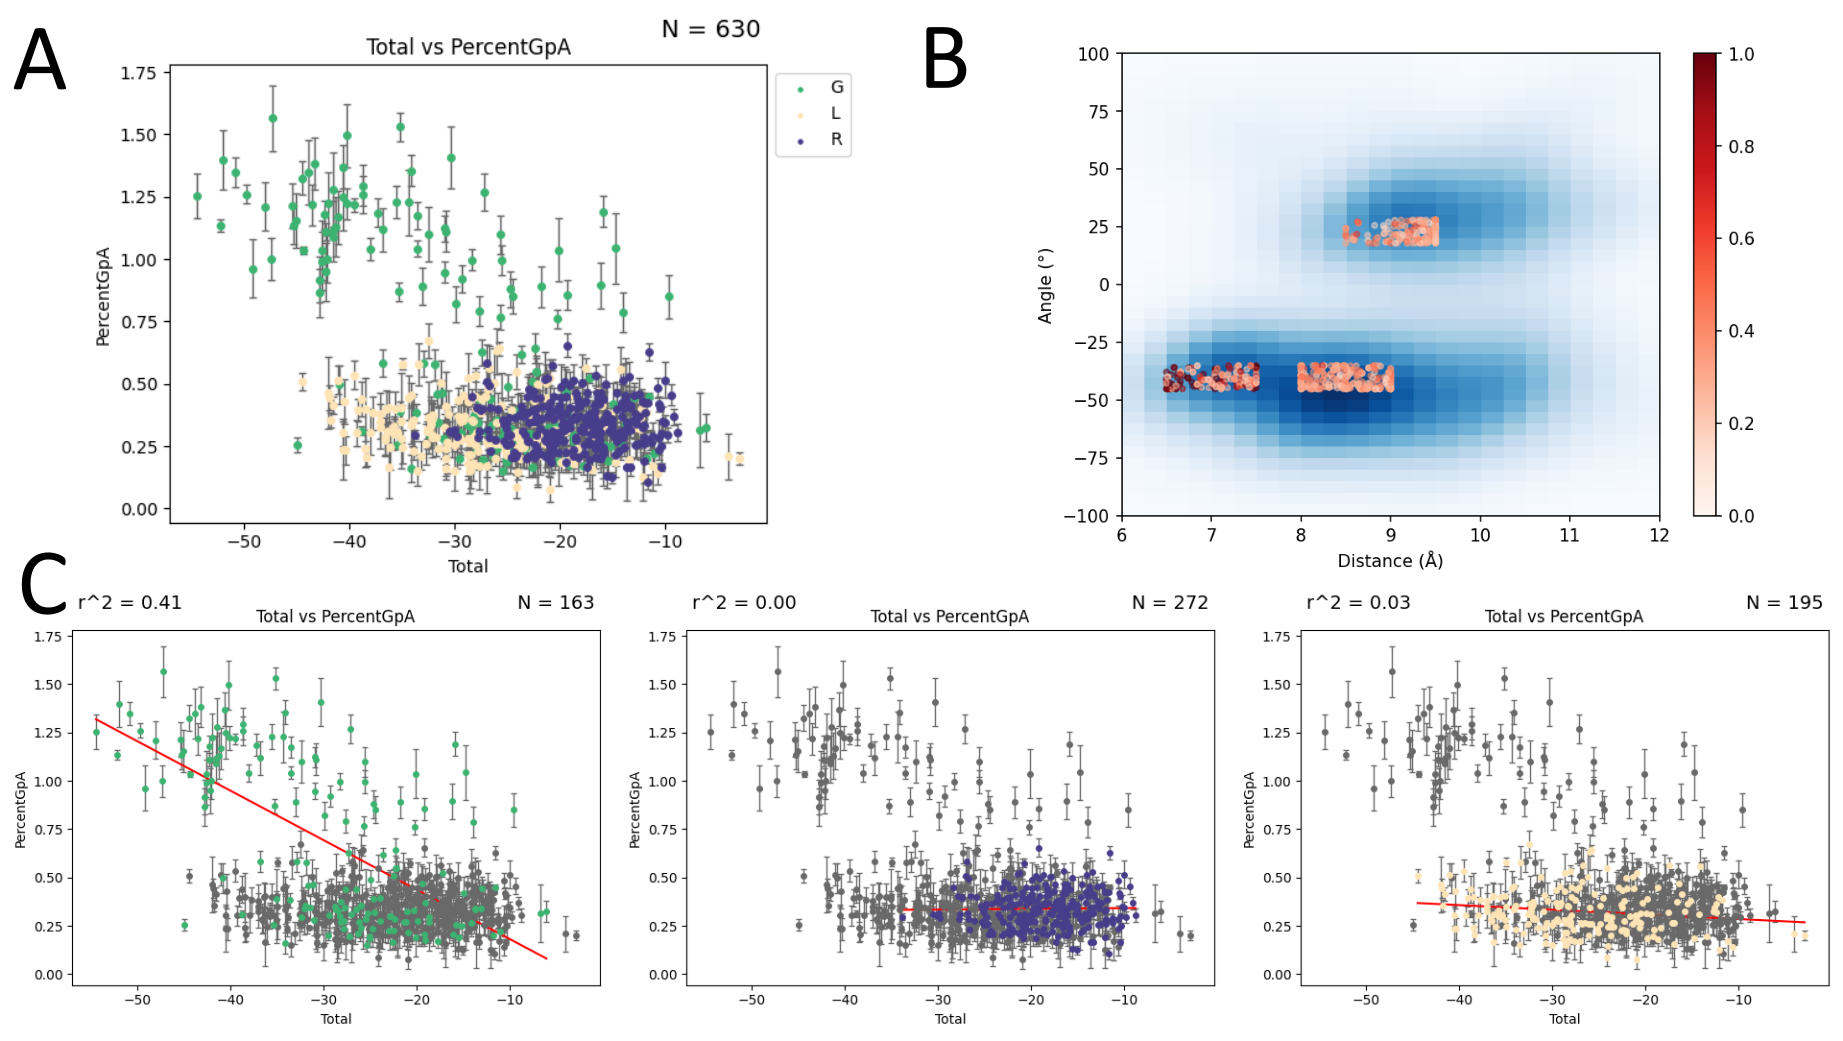 A
N = 630
Total vs PercentGpA
G
L
R
PercentGpA
1.75
1.50
1.25
1.00
0.75
0.50
0.25
0.00
−50 −40 −30 −20 −10
Total
B
Angle (°)
100
75
50
25
0
−25
−50
−75
−100
6 7 8 9 10 11 12
Distance (Å)
1.0
0.8
0.6
0.4
0.2
0.0
C
r^2 = 0.41
N = 163
Total vs PercentGpA
PercentGpA
1.75
1.50
1.25
1.00
0.75
0.50
0.25
0.00
−50 −40 −30 −20 −10
Total
r^2 = 0.00
N = 272
Total vs PercentGpA
PercentGpA
1.75
1.50
1.25
1.00
0.75
0.50
0.25
0.00
−50 −40 −30 −20 −10
Total
r^2 = 0.03
N = 195
Total vs PercentGpA
PercentGpA
1.75
1.50
1.25
1.00
0.75
0.50
0.25
0.00
−50 −40 −30 −20 −10
Total